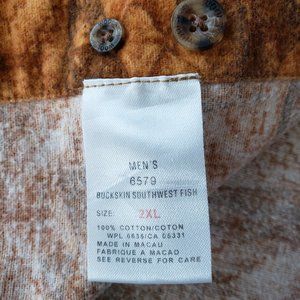 MEN'S
6579
BUCKSKIN SOUTHWEST FISH
SIZE: 2XL
100% COTTON/COTON
WPL 6635/CA 05331
MADE IN MACAU
FABRIQUE A MACAO
SEE REVERSE FOR CARE